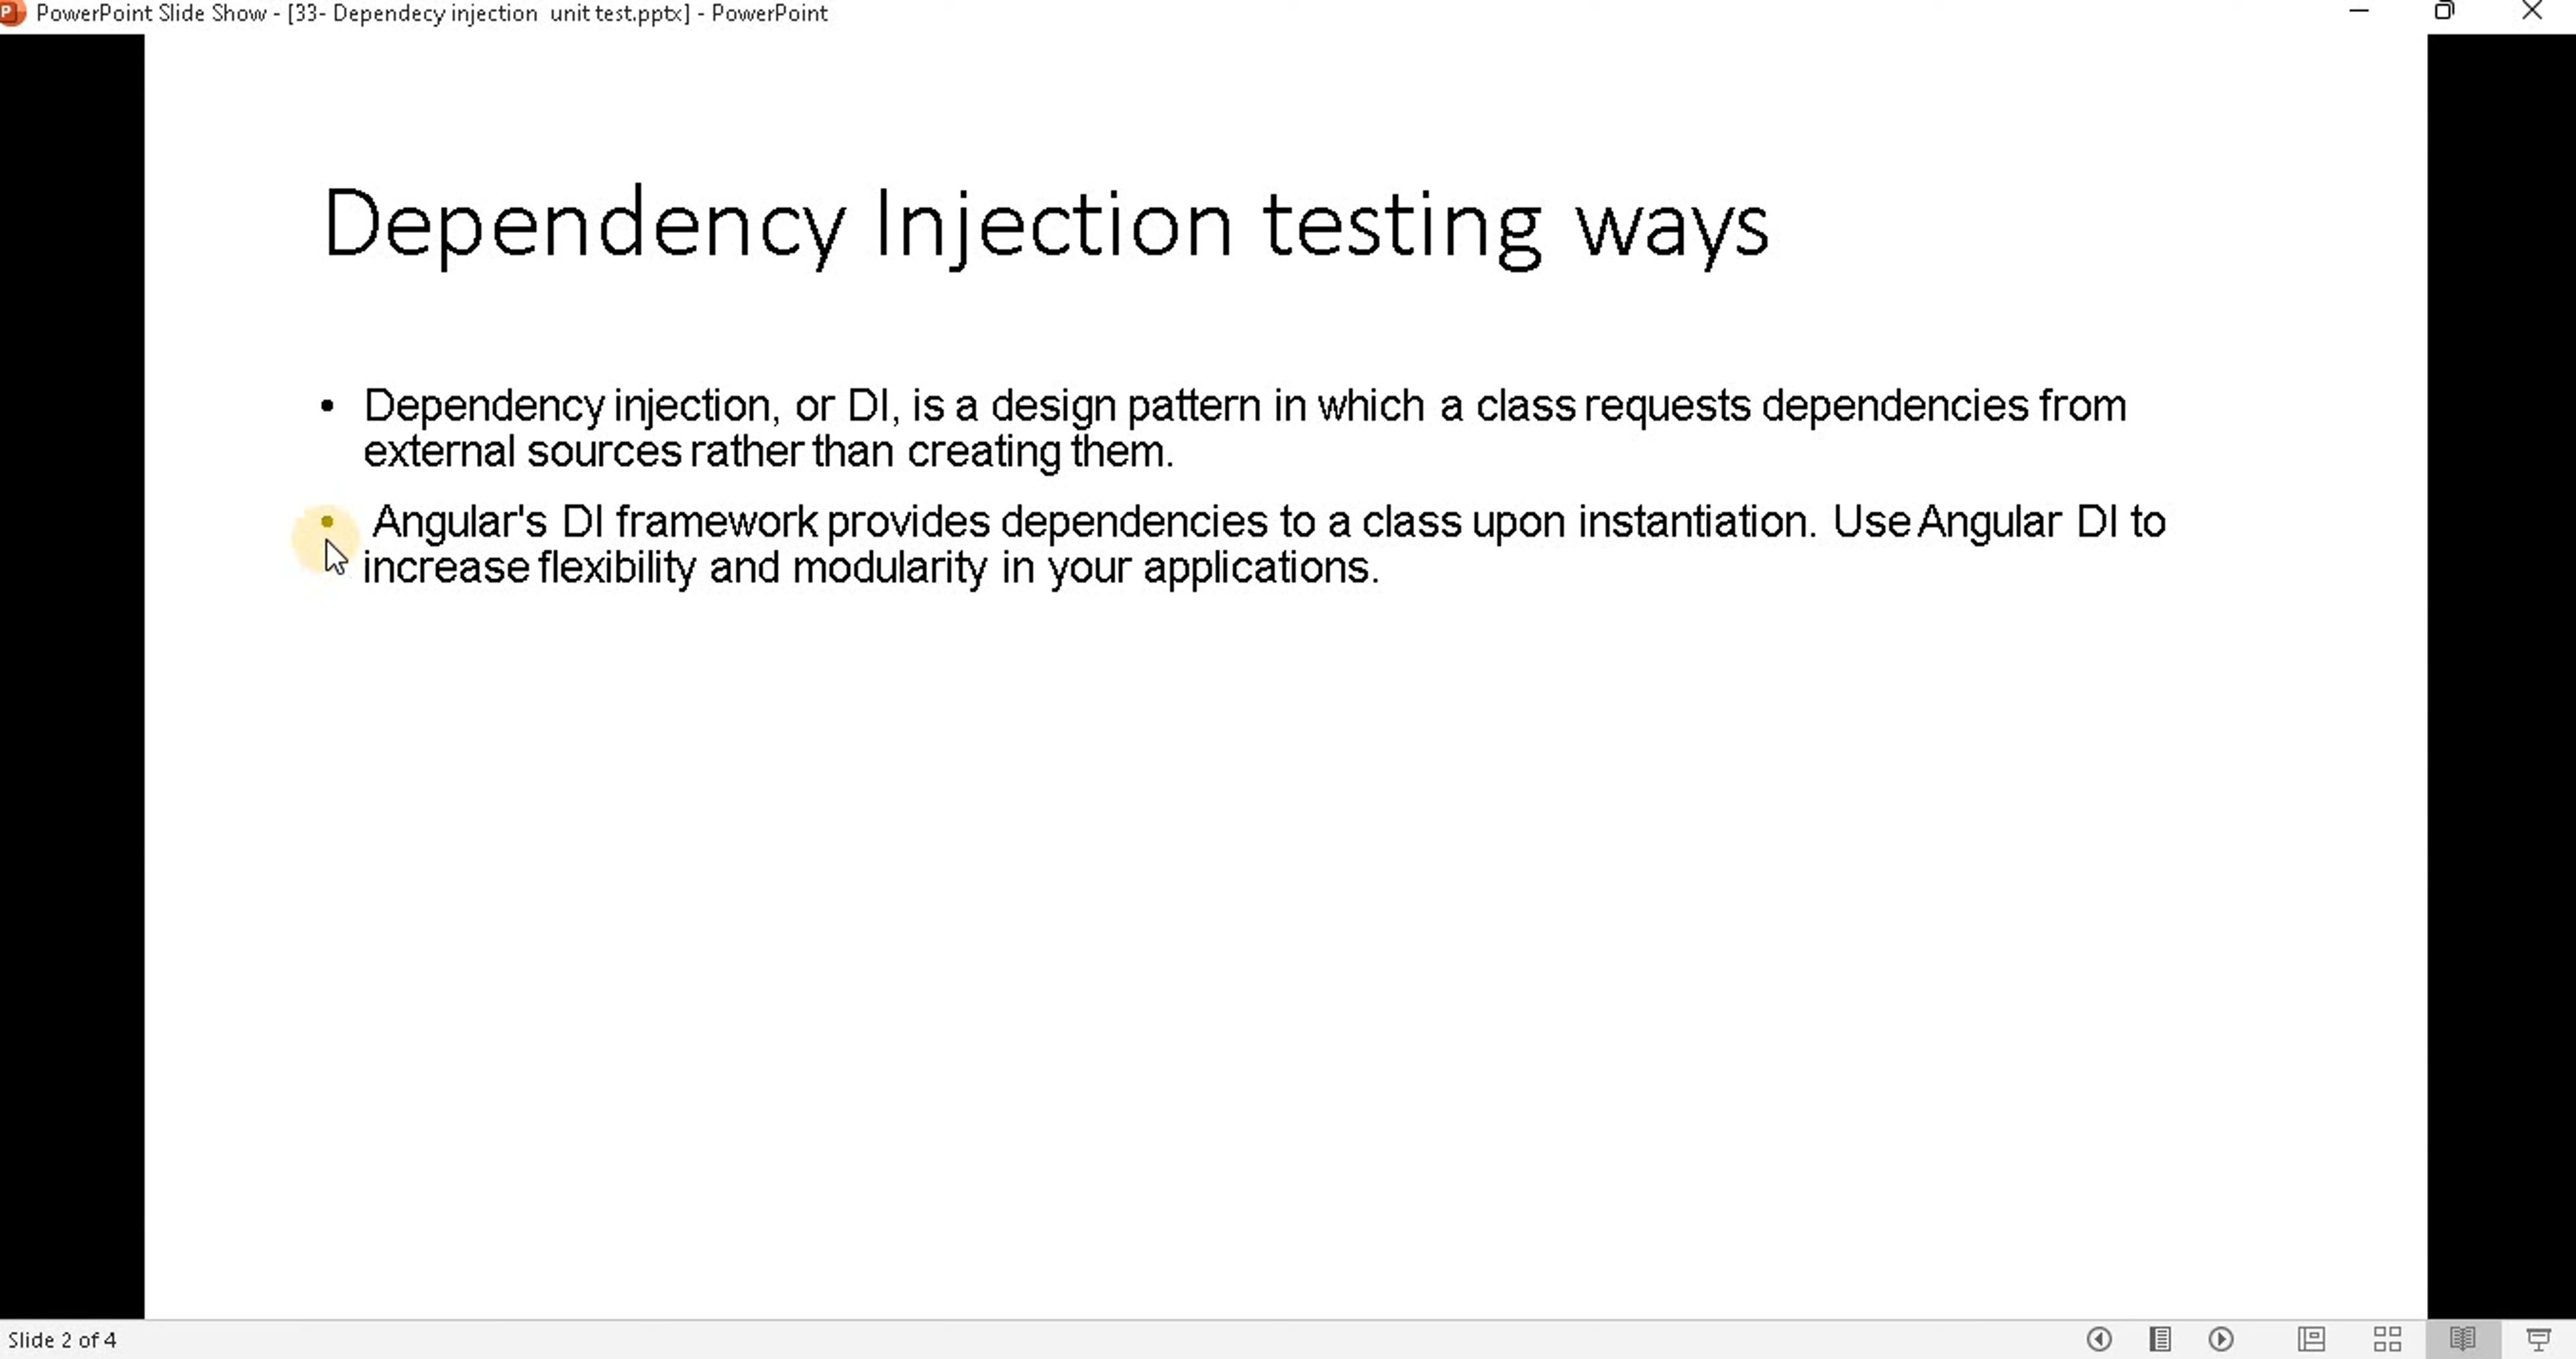 PowerPoint Slide Show - [33- Dependecy injection  unit test.pptx] - PowerPoint
Dependency Injection testing ways
• Dependency injection, or DI, is a design pattern in which a class requests dependencies from
external sources rather than creating them.
• Angular's DI framework provides dependencies to a class upon instantiation. Use Angular DI to
increase flexibility and modularity in your applications.
Slide 2 of 4